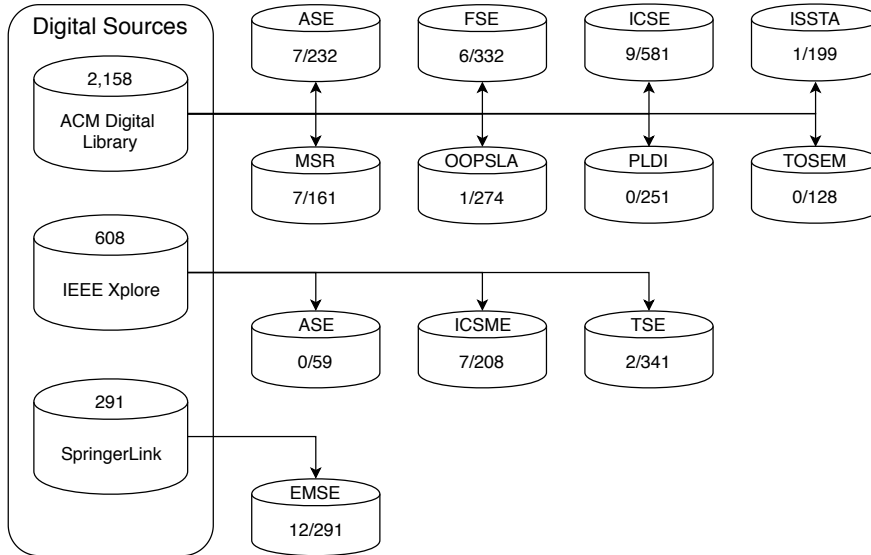 Digital Sources
2,158
ACM Digital
Library
ASE
7/232
FSE
6/332
ICSE
9/581
ISSTA
1/199
MSR
7/161
OOPSLA
1/274
PLDI
0/251
TOSEM
0/128
608
IEEE Xplore
ASE
0/59
ICSME
7/208
TSE
2/341
291
SpringerLink
EMSE
12/291